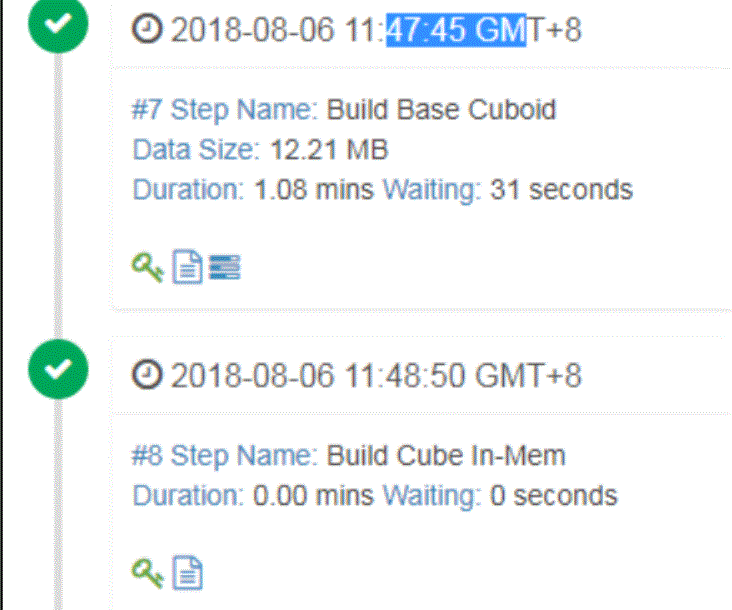 2018-08-06 11:47:45 GMT+8
#7 Step Name: Build Base Cuboid
Data Size: 12.21 MB
Duration: 1.08 mins Waiting: 31 seconds
2018-08-06 11:48:50 GMT+8
#8 Step Name: Build Cube In-Mem
Duration: 0.00 mins Waiting: 0 seconds